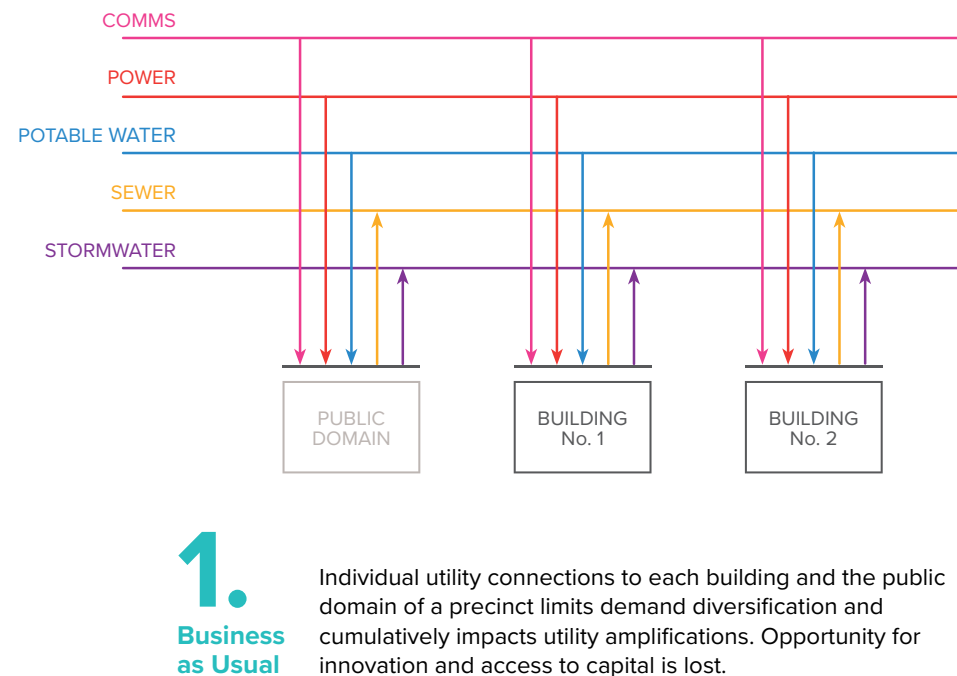 COMMS
POWER
POTABLE WATER
SEWER
STORMWATER
PUBLIC
DOMAIN
BUILDING
No. 1
BUILDING
No. 2
1.
Business
as Usual
Individual utility connections to each building and the public
domain of a precinct limits demand diversification and
cumulatively impacts utility amplifications. Opportunity for
innovation and access to capital is lost.